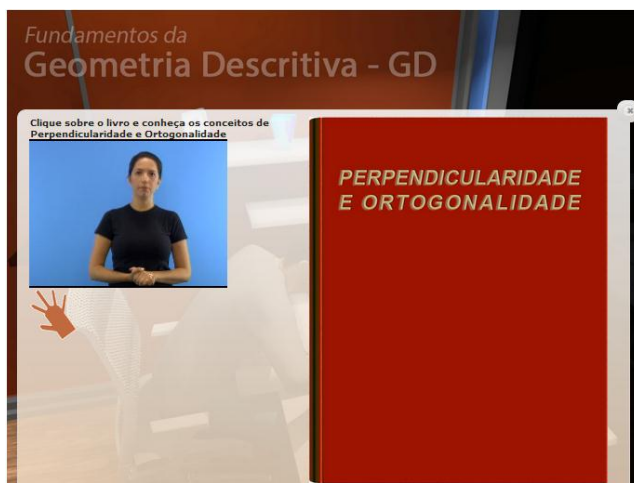 Fundamentos da
Geometria Descritiva - GD
Clique sobre o livro e conheça os conceitos de
Perpendicularidade e Ortogonalidade
PERPENDICULARIDADE
E ORTOGONALIDADE